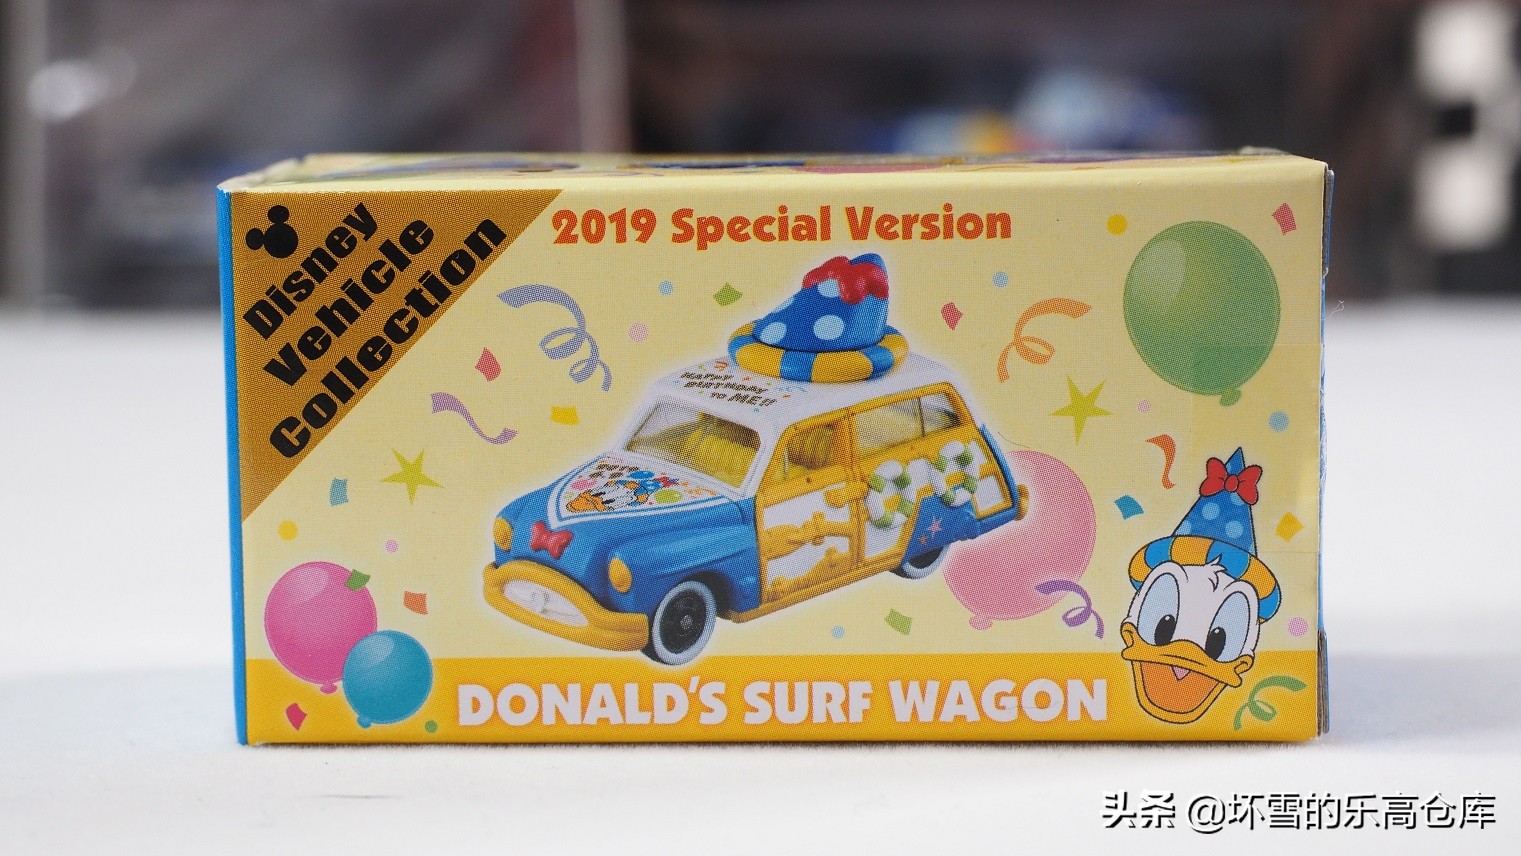 Disney
Vehicle
Collection
2019 Special Version
HAPPY
BIRTHDAY
TO ME!!
DONALD'S SURF WAGON
头条 @坏雪的乐高仓库